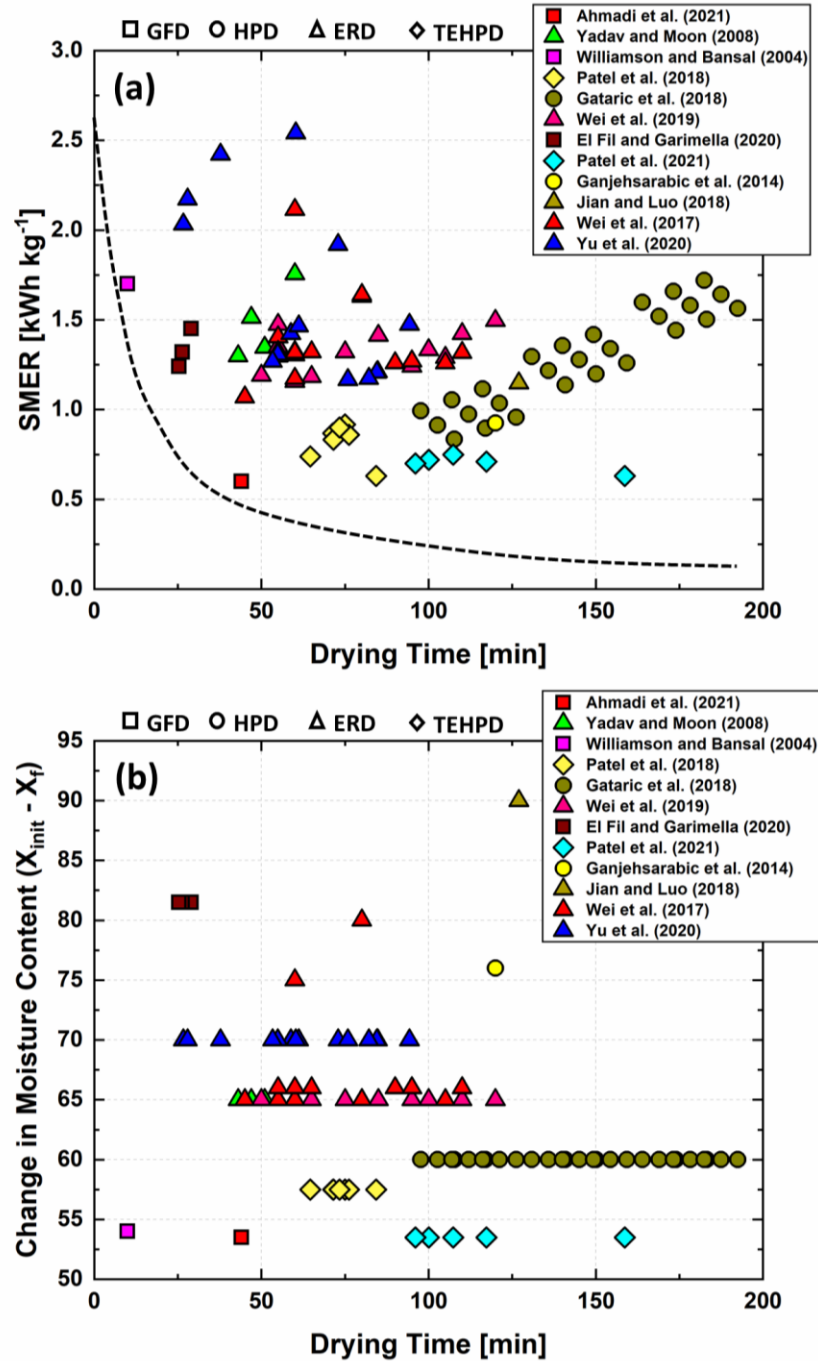 GFD HPD ERD TEHPD
Ahmadi et al. (2021)
Yadav and Moon (2008)
Williamson and Bansal (2004)
Patel et al. (2018)
Gataric et al. (2018)
Wei et al. (2019)
El Fil and Garimella (2020)
Patel et al. (2021)
Ganjehsarabic et al. (2014)
Jian and Luo (2018)
Wei et al. (2017)
Yu et al. (2020)
(a)
SMER [kWh kg⁻¹]
3.0
2.5
2.0
1.5
1.0
0.5
0.0
0 50 100 150 200
Drying Time [min]
GFD HPD ERD TEHPD
Ahmadi et al. (2021)
Yadav and Moon (2008)
Williamson and Bansal (2004)
Patel et al. (2018)
Gataric et al. (2018)
Wei et al. (2019)
El Fil and Garimella (2020)
Patel et al. (2021)
Ganjehsarabic et al. (2014)
Jian and Luo (2018)
Wei et al. (2017)
Yu et al. (2020)
(b)
Change in Moisture Content (X_init - X_f)
95
90
85
80
75
70
65
60
55
50
0 50 100 150 200
Drying Time [min]